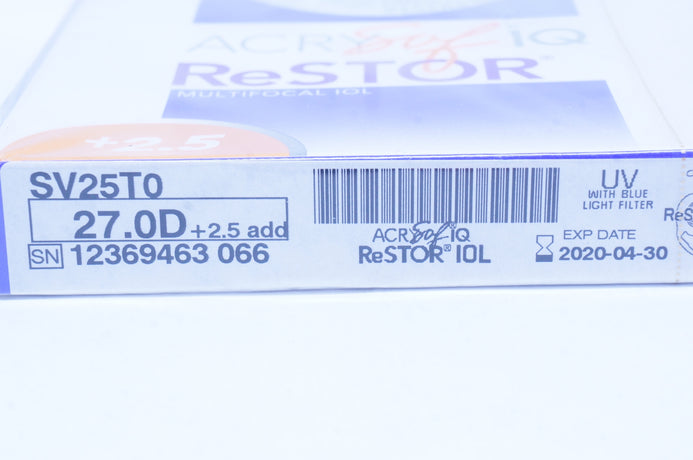 ACRYSof IQ
ReSTOR®
MULTIFOCAL IOL
+2.5
SV25T0
27.0D +2.5 add
SN 12369463 066
ACRYSof® IQ
ReSTOR® IOL
UV
WITH BLUE
LIGHT FILTER
EXP DATE
2020-04-30
ReS